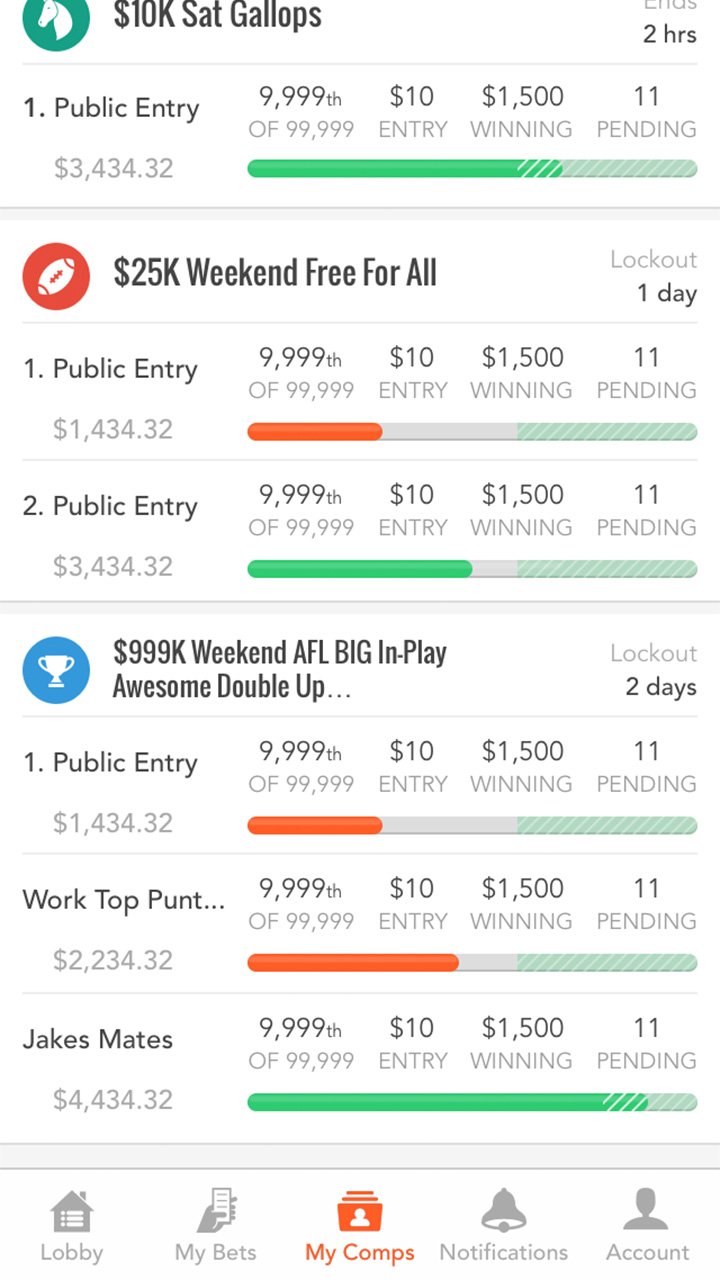 $10K Sat Gallops
Ends
2 hrs
1. Public Entry
9,999th $10 $1,500 11
OF 99,999 ENTRY WINNING PENDING
$3,434.32
$25K Weekend Free For All
Lockout
1 day
1. Public Entry
9,999th $10 $1,500 11
OF 99,999 ENTRY WINNING PENDING
$1,434.32
2. Public Entry
9,999th $10 $1,500 11
OF 99,999 ENTRY WINNING PENDING
$3,434.32
$999K Weekend AFL BIG In-Play
Awesome Double Up...
Lockout
2 days
1. Public Entry
9,999th $10 $1,500 11
OF 99,999 ENTRY WINNING PENDING
$1,434.32
Work Top Punt...
9,999th $10 $1,500 11
OF 99,999 ENTRY WINNING PENDING
$2,234.32
Jakes Mates
9,999th $10 $1,500 11
OF 99,999 ENTRY WINNING PENDING
$4,434.32
Lobby My Bets My Comps Notifications Account